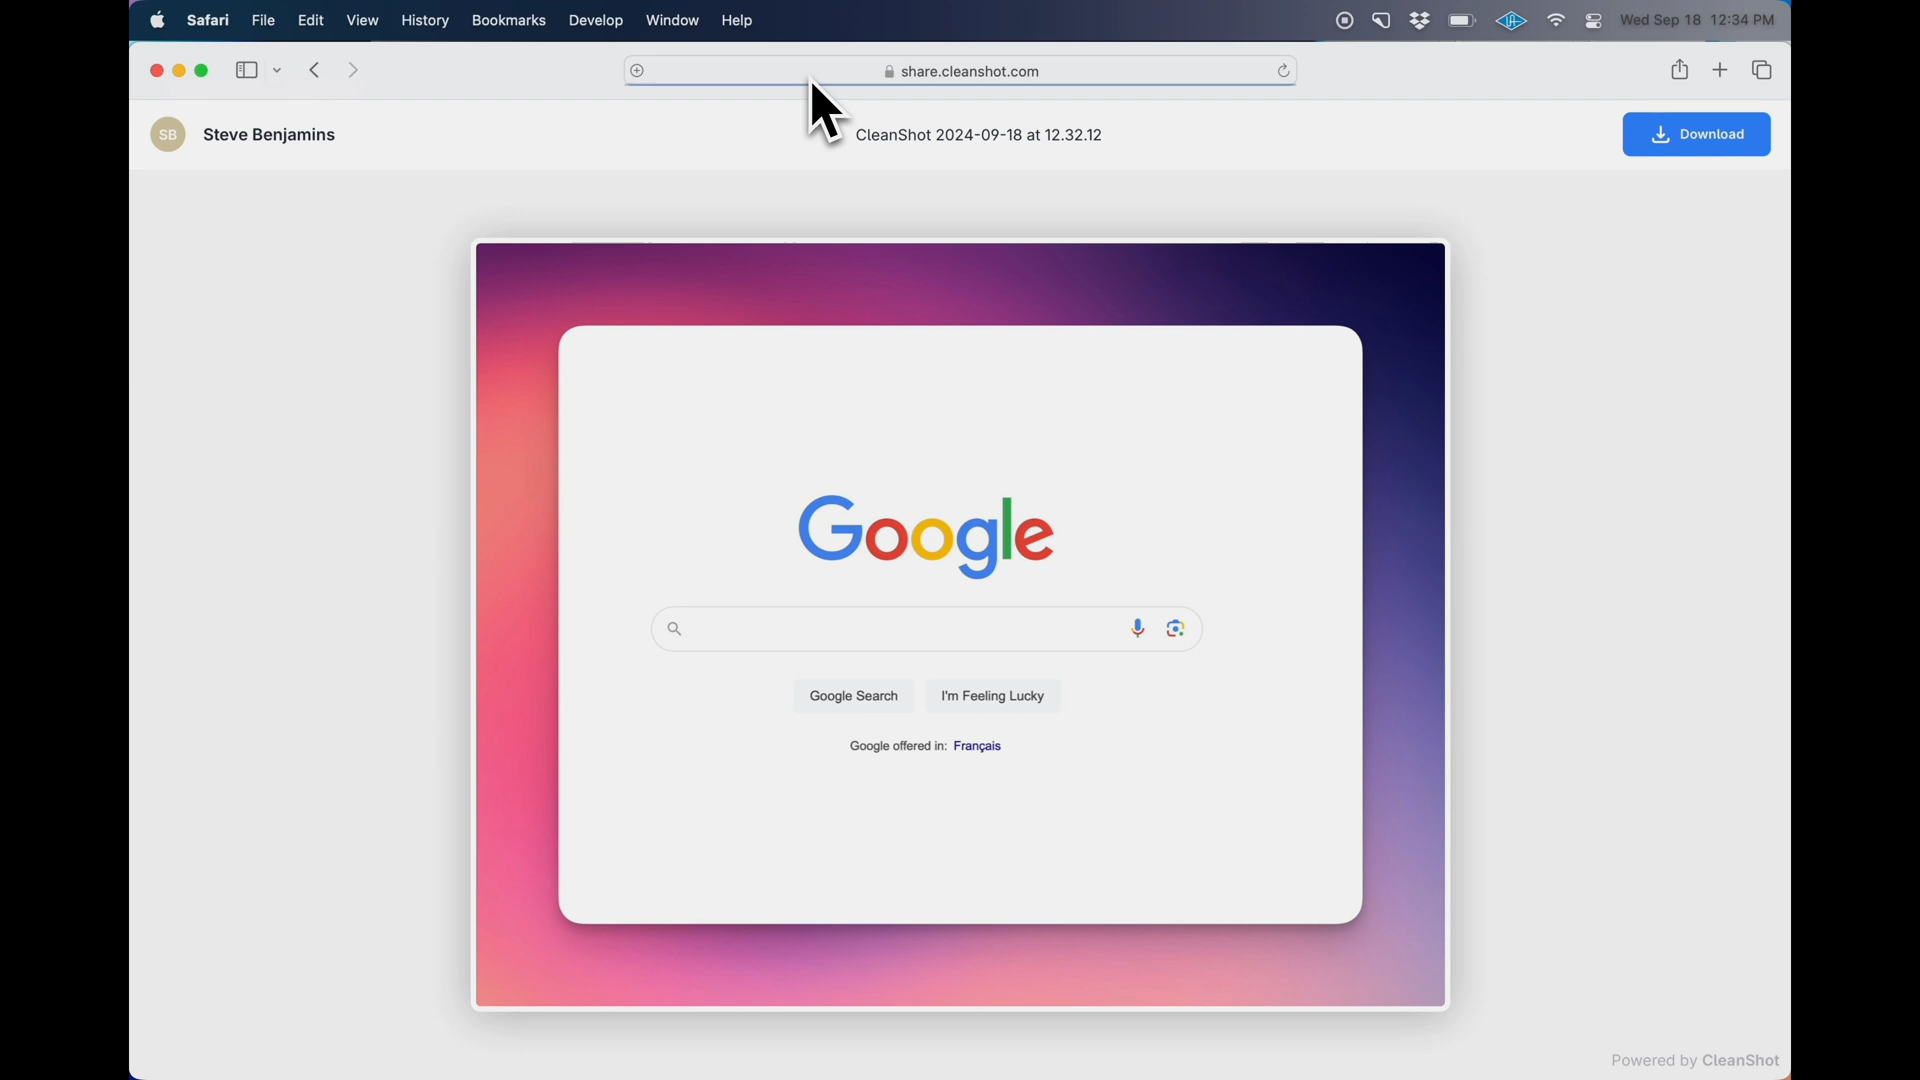 Safari File Edit View History Bookmarks Develop Window Help Wed Sep 18 12:34 PM
share.cleanshot.com
SB Steve Benjamins CleanShot 2024-09-18 at 12.32.12 Download
Google
Google Search I'm Feeling Lucky
Google offered in: Français
Powered by CleanShot